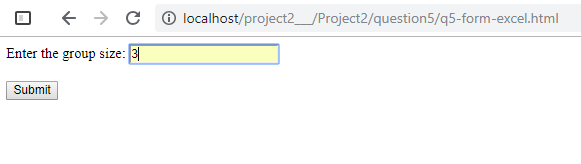 localhost/project2___/Project2/question5/q5-form-excel.html
Enter the group size: 3
Submit